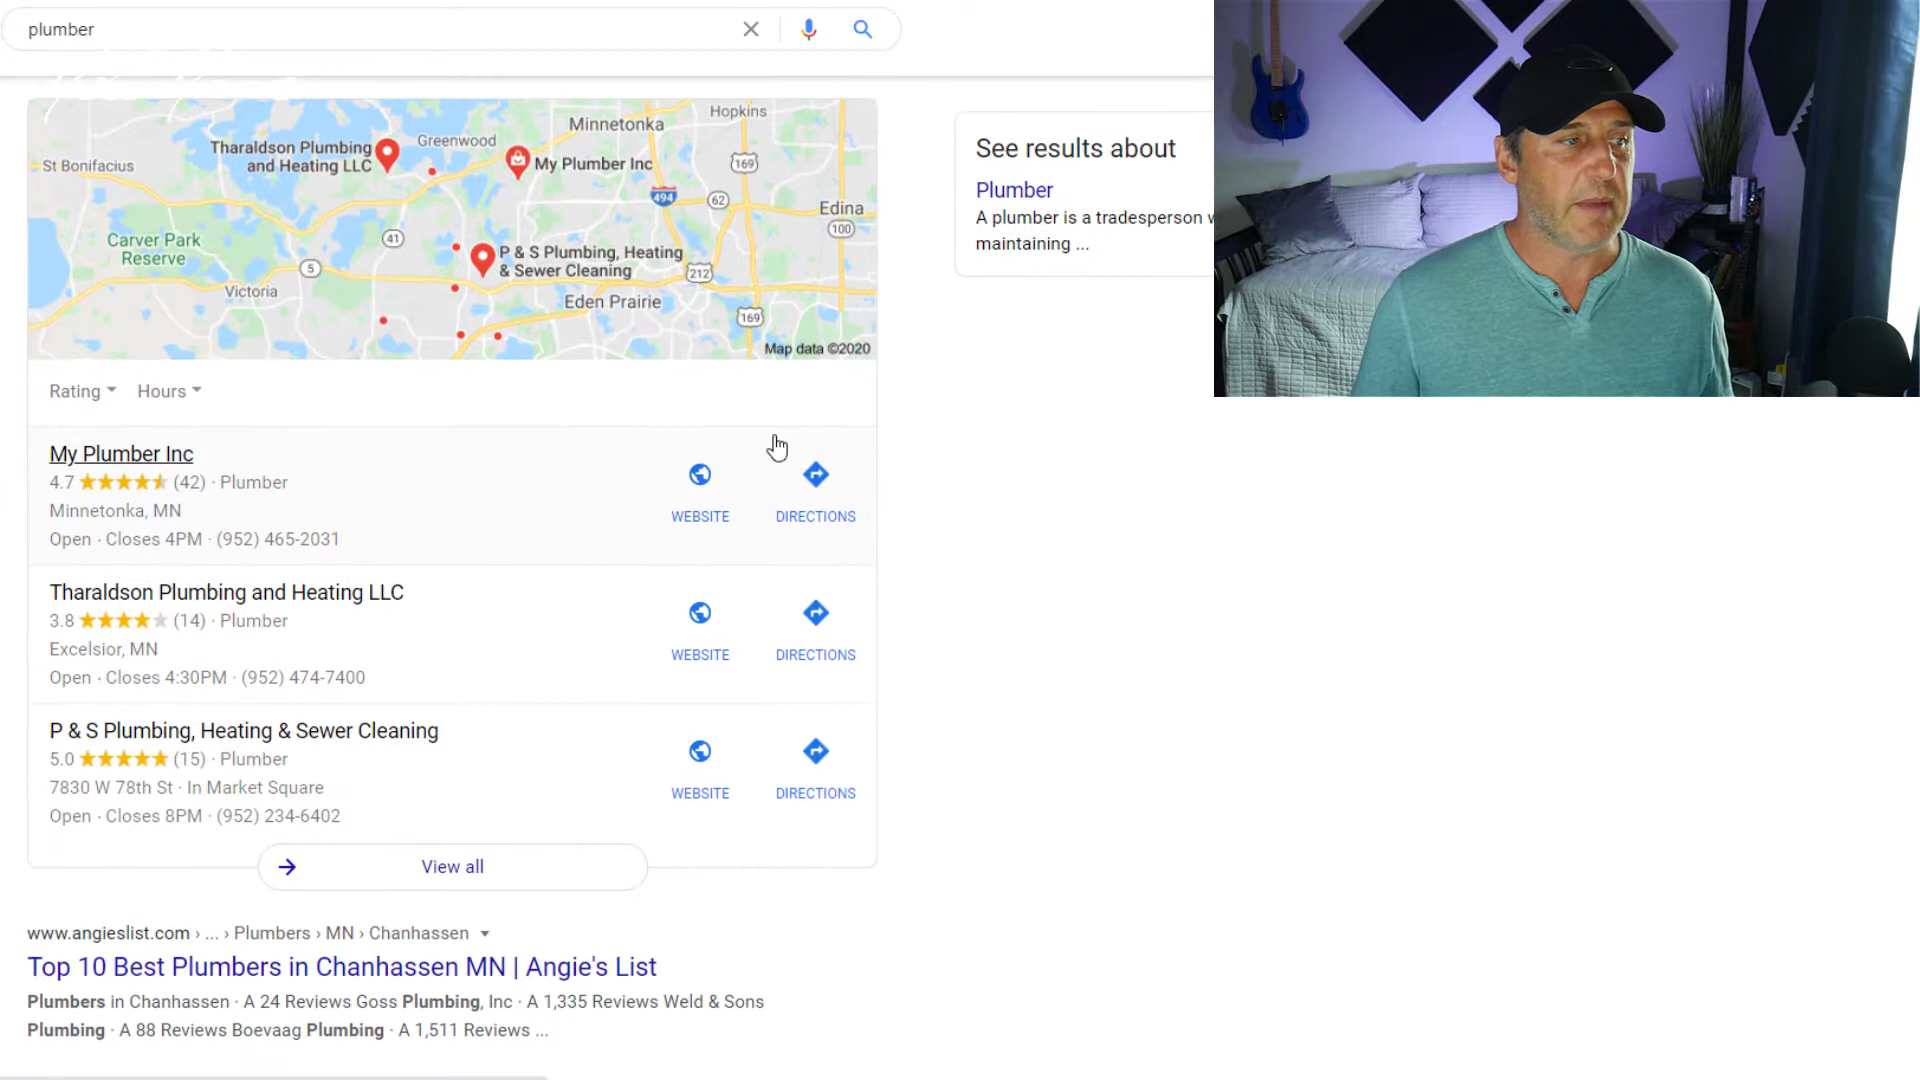 plumber
Hopkins
Minnetonka
Greenwood
Tharaldson Plumbing
and Heating LLC
My Plumber Inc
169
St Bonifacius
494
62
Edina
100
Carver Park
Reserve
41
P & S Plumbing, Heating
& Sewer Cleaning
5
212
Victoria
Eden Prairie
169
Map data ©2020
Rating
Hours
My Plumber Inc
4.7 (42) · Plumber
Minnetonka, MN
Open · Closes 4PM · (952) 465-2031
WEBSITE
DIRECTIONS
Tharaldson Plumbing and Heating LLC
3.8 (14) · Plumber
Excelsior, MN
Open · Closes 4:30PM · (952) 474-7400
WEBSITE
DIRECTIONS
P & S Plumbing, Heating & Sewer Cleaning
5.0 (15) · Plumber
7830 W 78th St · In Market Square
Open · Closes 8PM · (952) 234-6402
WEBSITE
DIRECTIONS
View all
www.angieslist.com › ... › Plumbers › MN › Chanhassen
Top 10 Best Plumbers in Chanhassen MN | Angie's List
Plumbers in Chanhassen · A 24 Reviews Goss Plumbing, Inc · A 1,335 Reviews Weld & Sons
Plumbing · A 88 Reviews Boevaag Plumbing · A 1,511 Reviews ...
See results about
Plumber
A plumber is a tradesperson
maintaining ...